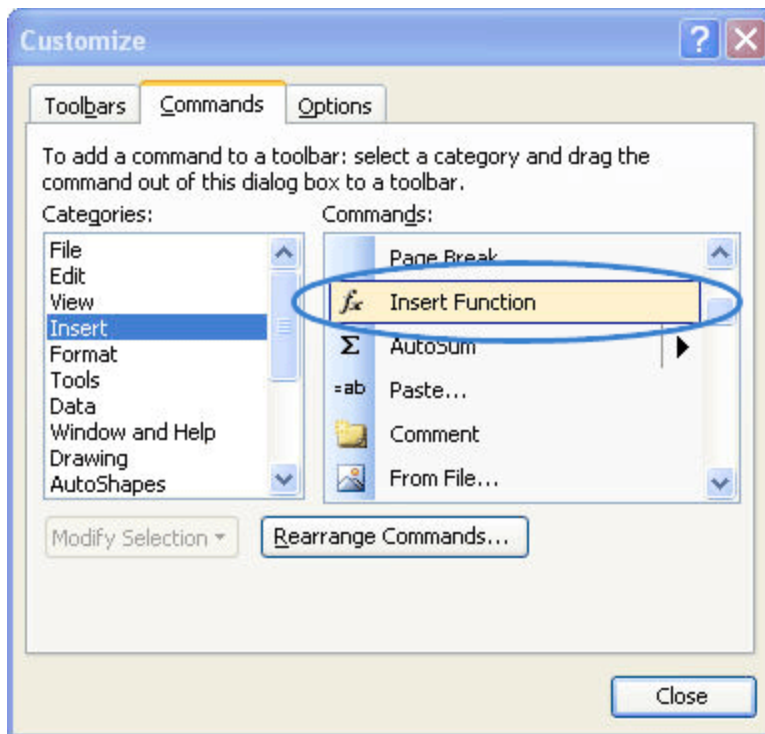 Customize
?
Toolbars Commands Options
To add a command to a toolbar: select a category and drag the
command out of this dialog box to a toolbar.
Categories:
File
Edit
View
Insert
Format
Tools
Data
Window and Help
Drawing
AutoShapes
Commands:
Page Break
fx Insert Function
Σ AutoSum
=ab Paste...
Comment
From File...
Modify Selection
Rearrange Commands...
Close